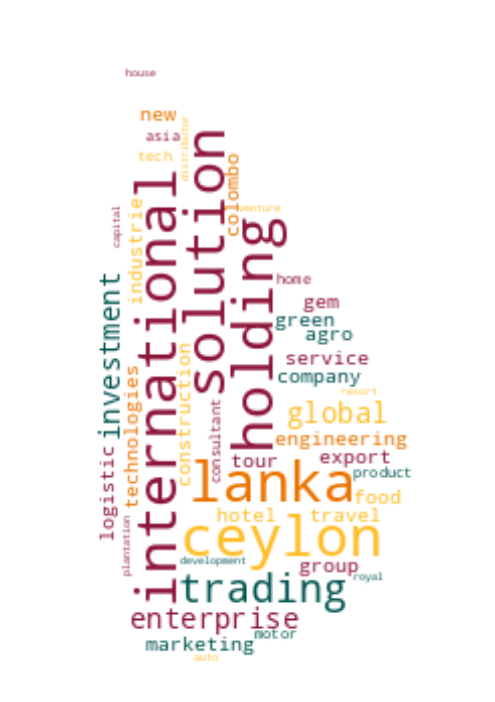 house
new
asia
tech
distributor
solution
colombo
international
industrie
capital
venture
holding
home
investment
gem
green
agro
construction
service
company
technologies
consultant
resort
global
engineering
logistic
tour
export
lanka
product
food
plantation
hotel
travel
ceylon
development
group
royal
trading
enterprise
motor
marketing
auto